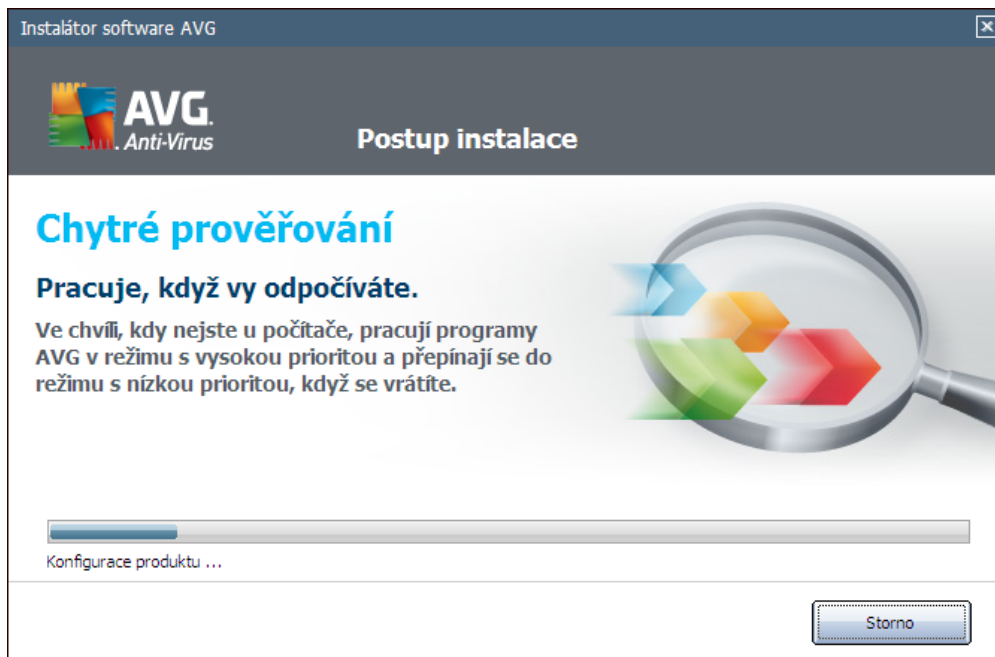 Instalátor software AVG
AVG.
Anti-Virus
Postup instalace
Chytré prověřování
Pracuje, když vy odpočíváte.
Ve chvíli, kdy nejste u počítače, pracují programy
AVG v režimu s vysokou prioritou a přepínají se do
režimu s nízkou prioritou, když se vrátíte.
Konfigurace produktu ...
Storno